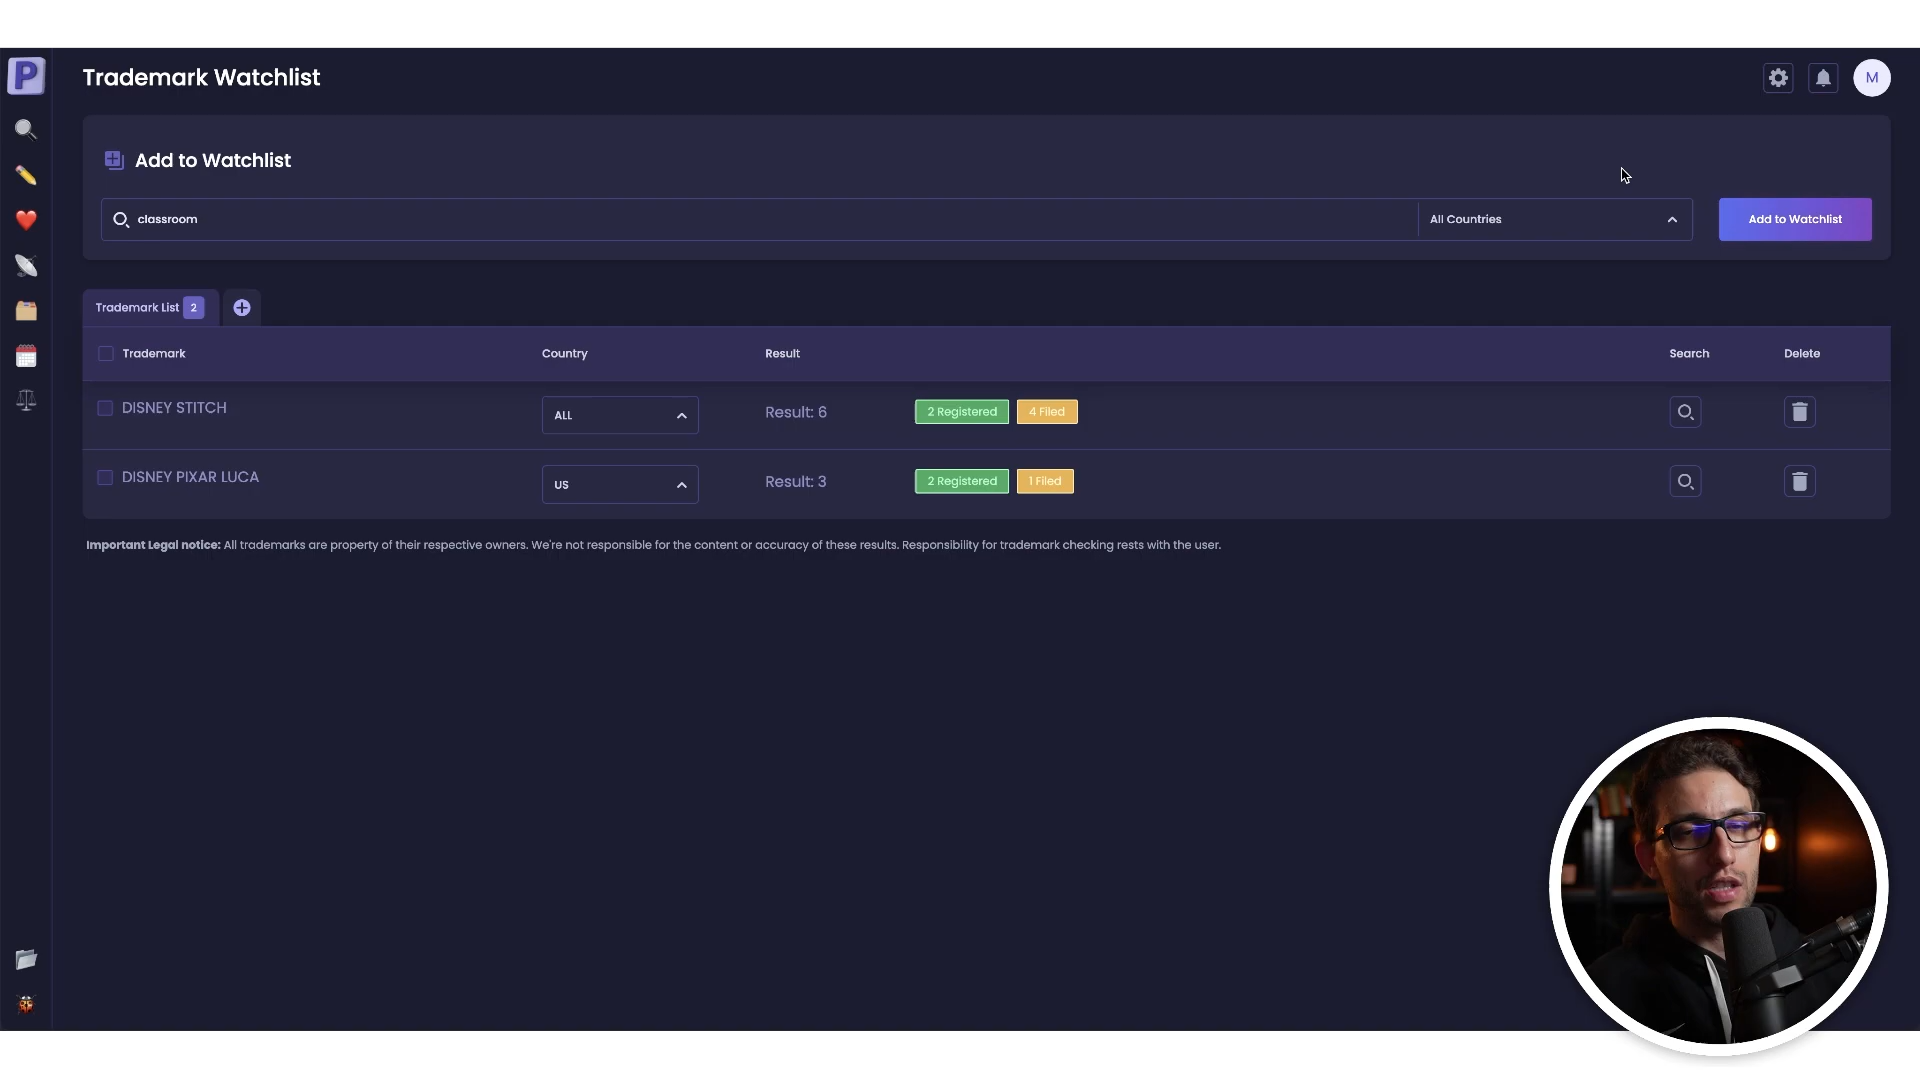 P
Trademark Watchlist
M
Add to Watchlist
classroom
All Countries
Add to Watchlist
Trademark List 2
Trademark Country Result Search Delete
DISNEY STITCH ALL Result: 6 2 Registered 4 Filed
DISNEY PIXAR LUCA US Result: 3 2 Registered 1 Filed
Important Legal notice: All trademarks are property of their respective owners. We're not responsible for the content or accuracy of these results. Responsibility for trademark checking rests with the user.